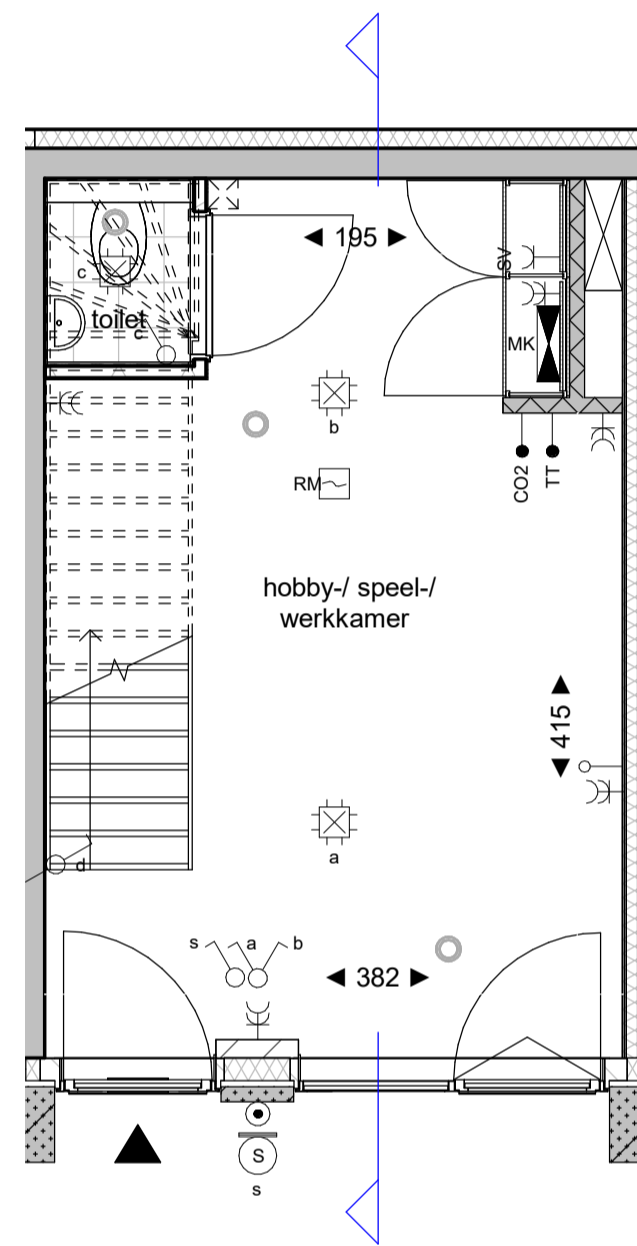 195
SV
c
toilet
c
MK
b
CO2
TT
RM
hobby-/ speel-/
werkkamer
415
a
d
s
a
b
382
S
s